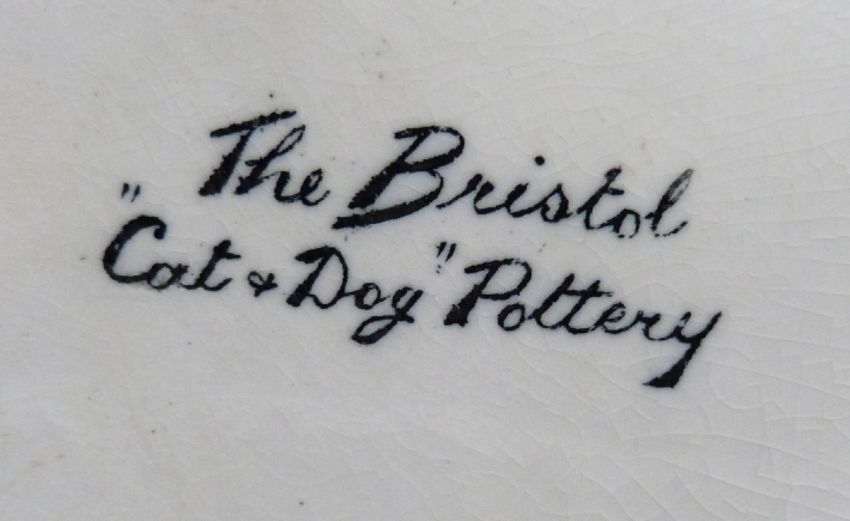 The Bristol
"Cat & Dog" Pottery